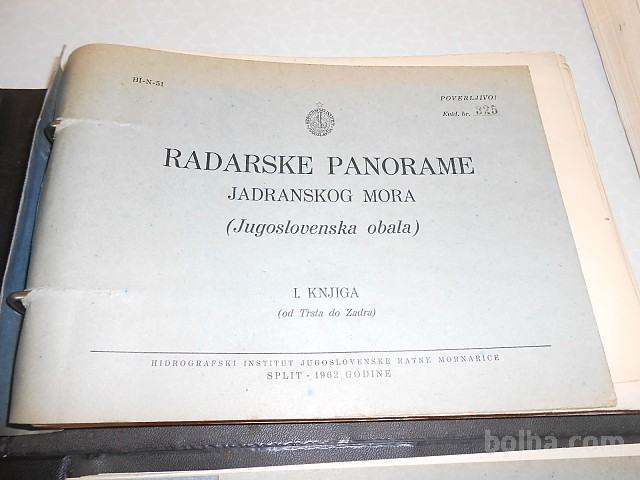 HI-N-51
POVERLJIVO!
Evid. br. 325
RADARSKE PANORAME
JADRANSKOG MORA
(Jugoslovenska obala)
I. KNJIGA
(od Trsta do Zadra)
HIDROGRAFSKI INSTITUT JUGOSLOVENSKE RATNE MORNARICE
SPLIT - 1962 GODINE
bolha.com